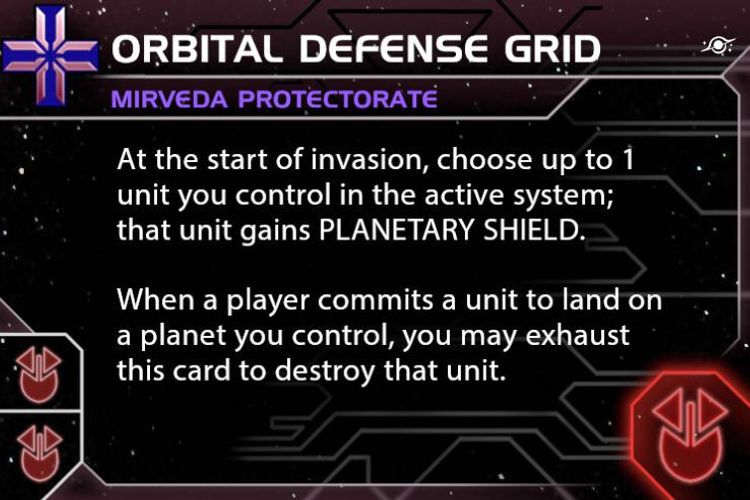 ORBITAL DEFENSE GRID
MIRVEDA PROTECTORATE
At the start of invasion, choose up to 1
unit you control in the active system;
that unit gains PLANETARY SHIELD.
When a player commits a unit to land on
a planet you control, you may exhaust
this card to destroy that unit.